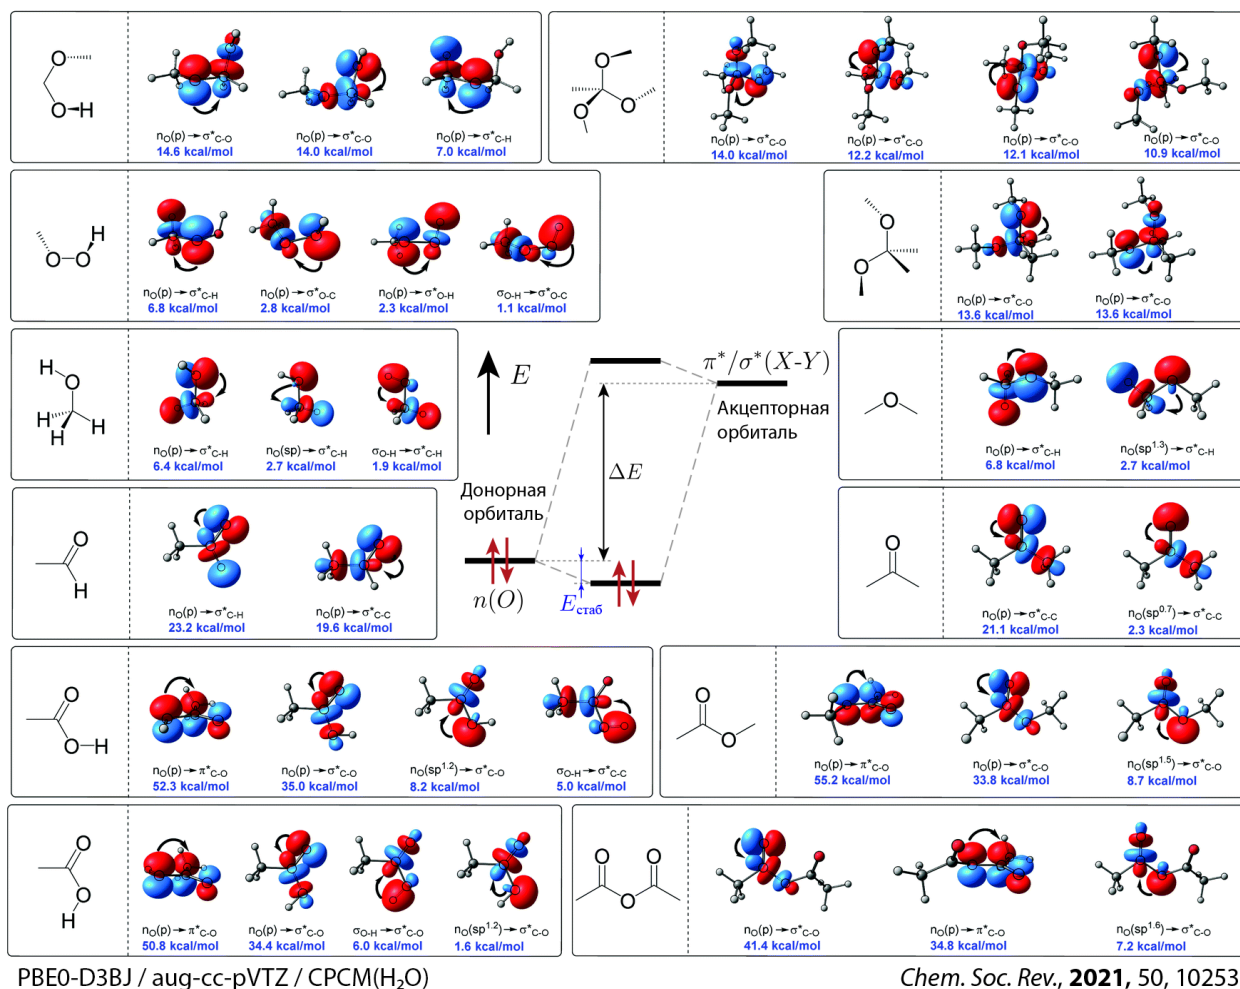 O
O-H
nO(p) → σ*C-O
14.6 kcal/mol
nO(p) → σ*C-O
14.0 kcal/mol
nO(p) → σ*C-H
7.0 kcal/mol
O
O
O
nO(p) → σ*C-O
14.0 kcal/mol
nO(p) → σ*C-O
12.2 kcal/mol
nO(p) → σ*C-O
12.1 kcal/mol
nO(p) → σ*C-O
10.9 kcal/mol
H
O-O
nO(p) → σ*C-H
6.8 kcal/mol
nO(p) → σ*O-C
2.8 kcal/mol
nO(p) → σ*O-H
2.3 kcal/mol
σO-H → σ*O-C
1.1 kcal/mol
O
O
nO(p) → σ*C-O
13.6 kcal/mol
nO(p) → σ*C-O
13.6 kcal/mol
H
O
H
H
H
nO(p) → σ*C-H
6.4 kcal/mol
nO(sp) → σ*C-H
2.7 kcal/mol
σO-H → σ*C-H
1.9 kcal/mol
E
π*/σ*(X-Y)
Акцепторная
орбиталь
ΔE
Донорная
орбиталь
n(O)
Eстаб
O
nO(p) → σ*C-H
6.8 kcal/mol
nO(sp1.3) → σ*C-H
2.7 kcal/mol
O
H
nO(p) → σ*C-H
23.2 kcal/mol
nO(p) → σ*C-C
19.6 kcal/mol
O
nO(p) → σ*C-C
21.1 kcal/mol
nO(sp0.7) → σ*C-C
2.3 kcal/mol
O
O-H
nO(p) → π*C-O
52.3 kcal/mol
nO(p) → σ*C-O
35.0 kcal/mol
nO(sp1.2) → σ*C-O
8.2 kcal/mol
σO-H → σ*C-C
5.0 kcal/mol
O
O
nO(p) → π*C-O
55.2 kcal/mol
nO(p) → σ*C-O
33.8 kcal/mol
nO(sp1.5) → σ*C-O
8.7 kcal/mol
O
O
H
nO(p) → π*C-O
50.8 kcal/mol
nO(p) → σ*C-O
34.4 kcal/mol
σO-H → σ*C-O
6.0 kcal/mol
nO(sp1.2) → σ*C-O
1.6 kcal/mol
O O
O
nO(p) → σ*C-O
41.4 kcal/mol
nO(p) → π*C-O
34.8 kcal/mol
nO(sp1.6) → σ*C-O
7.2 kcal/mol
PBE0-D3BJ / aug-cc-pVTZ / CPCM(H2O)
Chem. Soc. Rev., 2021, 50, 10253